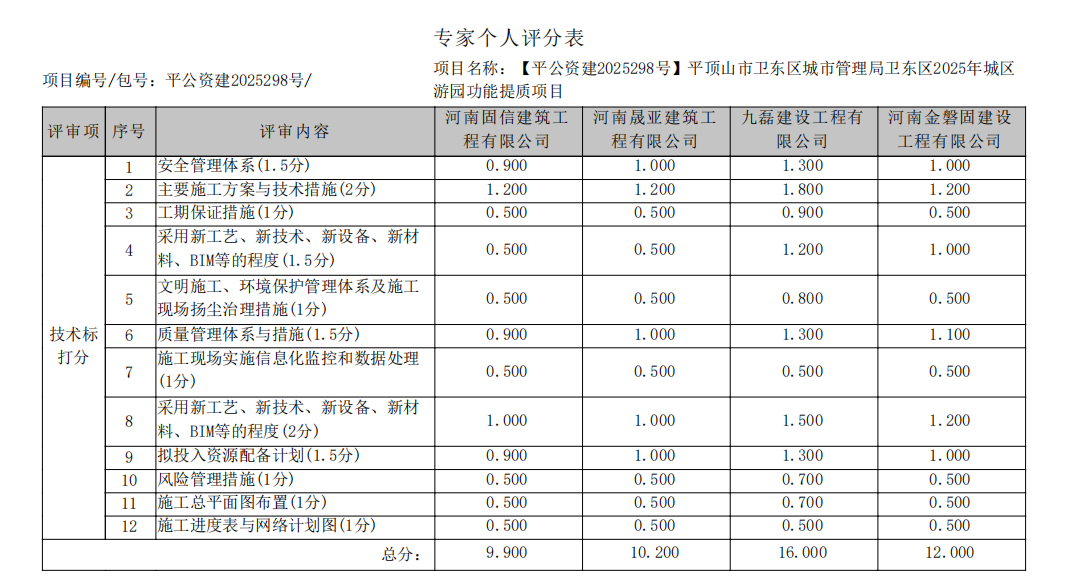 专家个人评分表
项目编号/包号：平公资建2025298号/
项目名称：【平公资建2025298号】平顶山市卫东区城市管理局卫东区2025年城区
游园功能提质项目
评审项 序号 评审内容 河南固信建筑工 河南晟亚建筑工 九磊建设工程有 河南金磐固建设
程有限公司 程有限公司 限公司 工程有限公司
1 安全管理体系(1.5分) 0.900 1.000 1.300 1.000
2 主要施工方案与技术措施(2分) 1.200 1.200 1.800 1.200
3 工期保证措施(1分) 0.500 0.500 0.900 0.500
采用新工艺、新技术、新设备、新材
4 料、BIM等的程度(1.5分) 0.500 0.500 1.200 1.000
文明施工、环境保护管理体系及施工
5 现场扬尘治理措施(1分) 0.500 0.500 0.800 0.500
技术标
打分
6 质量管理体系与措施(1.5分) 0.900 1.000 1.300 1.100
施工现场实施信息化监控和数据处理
7 (1分) 0.500 0.500 0.500 0.500
采用新工艺、新技术、新设备、新材
8 料、BIM等的程度(2分) 1.000 1.000 1.500 1.200
9 拟投入资源配备计划(1.5分) 0.900 1.000 1.300 1.000
10 风险管理措施(1分) 0.500 0.500 0.700 0.500
11 施工总平面图布置(1分) 0.500 0.500 0.700 0.500
12 施工进度表与网络计划图(1分) 0.500 0.500 0.500 0.500
总分： 9.900 10.200 16.000 12.000